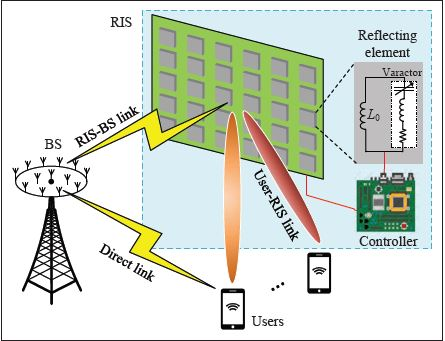 RIS
Reflecting
element
Varactor
L0
RIS-BS link
BS
User-RIS link
Direct link
Controller
...
Users